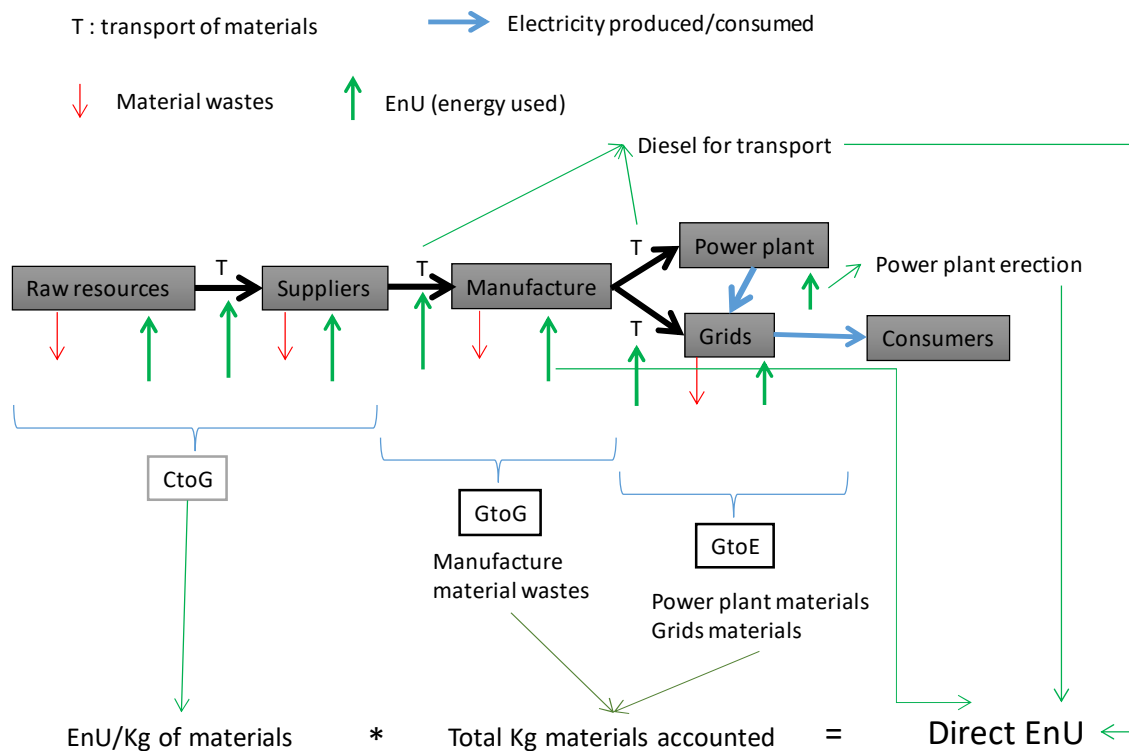 T : transport of materials
Electricity produced/consumed
Material wastes
EnU (energy used)
Diesel for transport
T
T
T
Power plant
Power plant erection
Raw resources
Suppliers
Manufacture
T
Grids
Consumers
CtoG
GtoG
GtoE
Manufacture
material wastes
Power plant materials
Grids materials
EnU/Kg of materials
*
Total Kg materials accounted
=
Direct EnU